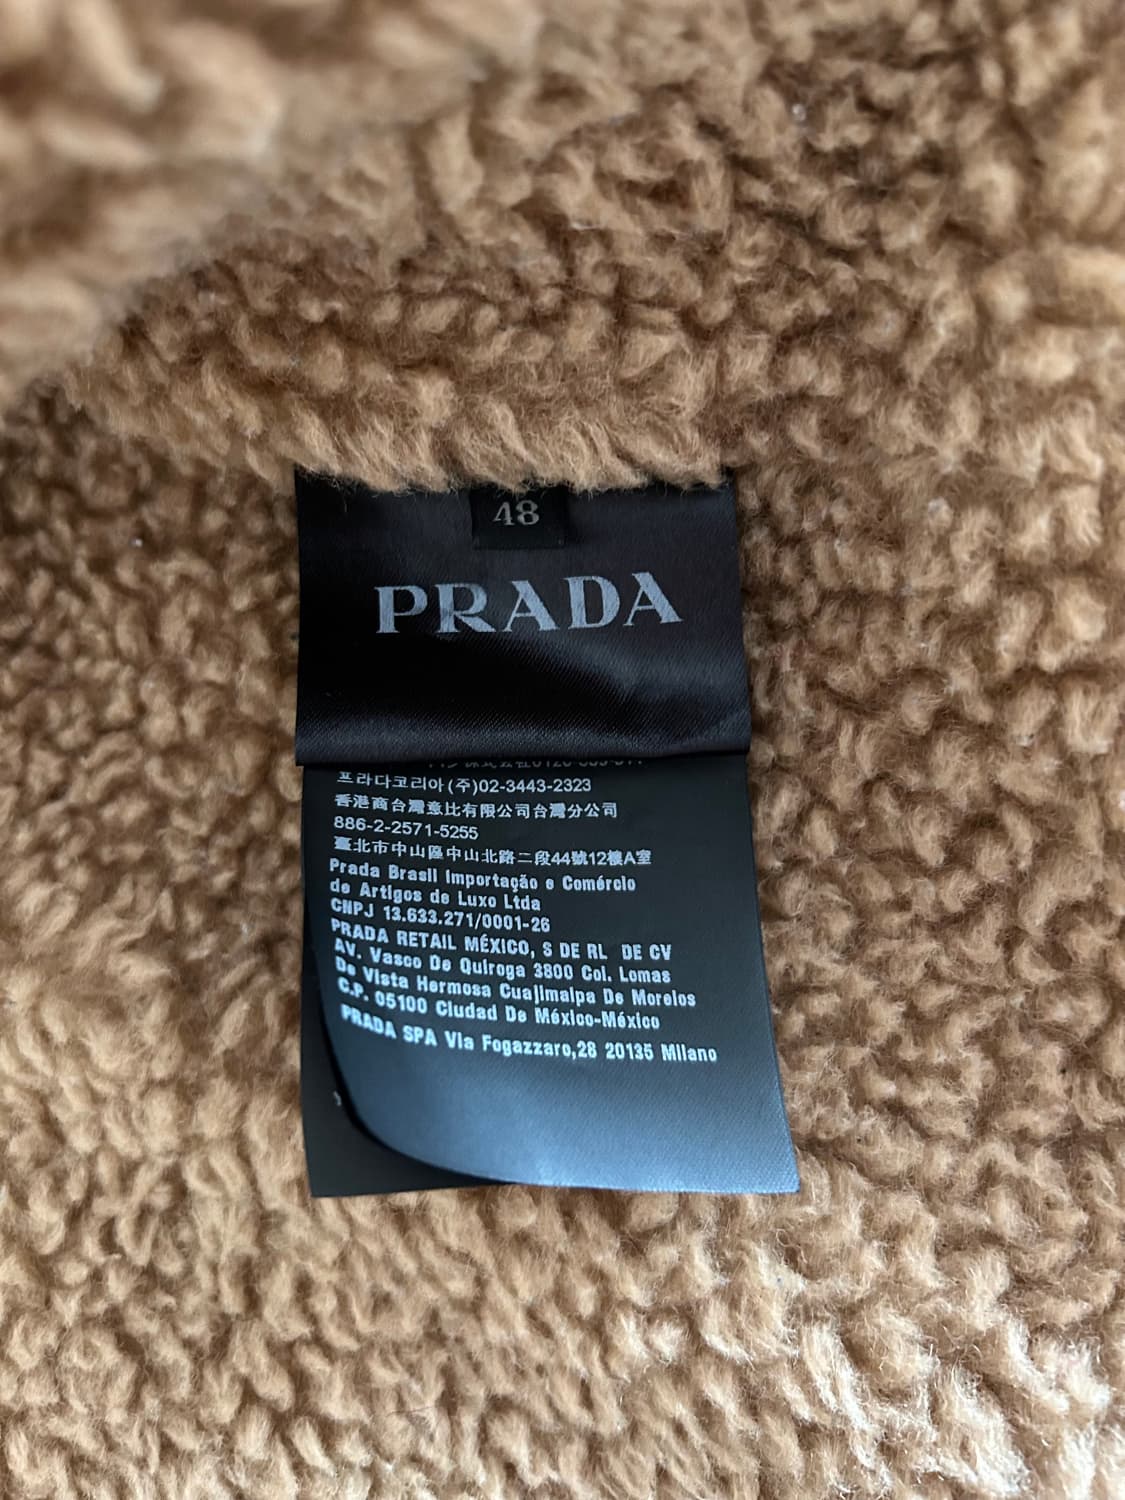 48
PRADA
프라다코리아(주)02-3443-2323
香港商台灣意比有限公司台灣分公司
886-2-2571-5255
臺北市中山區中山北路二段44號12樓A室
Prada Brasil Importação e Comércio
de Artigos de Luxo Ltda
CNPJ 13.633.271/0001-26
PRADA RETAIL MÉXICO, S DE RL DE CV
AV. Vasco De Quiroga 3800 Col. Lomas
De Vista Hermosa Cuajimalpa De Morelos
C.P. 05100 Ciudad De México-México
PRADA SPA Via Fogazzaro,28 20135 Milano